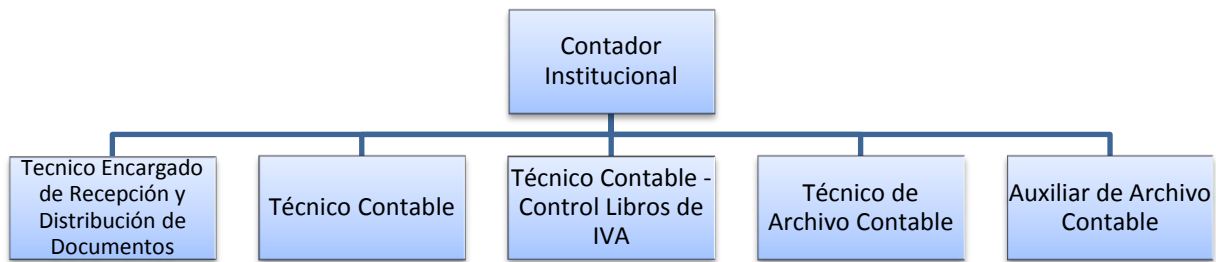 Contador
Institucional
Tecnico Encargado
de Recepción y
Distribución de
Documentos
Técnico Contable
Técnico Contable -
Control Libros de
IVA
Técnico de
Archivo Contable
Auxiliar de Archivo
Contable